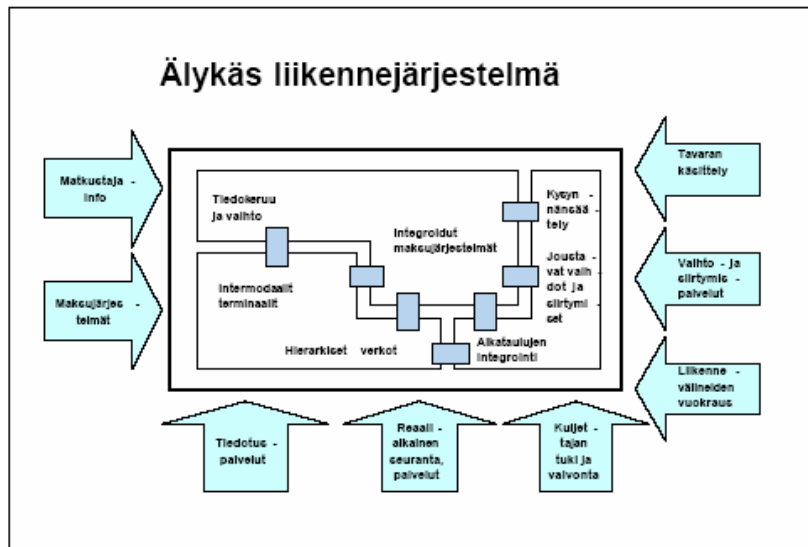 Älykäs liikennejärjestelmä
Matkustaja -
info
Maksujärjes -
telmät
Tiedokeruu
ja vaihto
Integroidut
maksujärjestelmät
Kysyn -
nänsää -
tely
Jousta -
vat vaih
dot ja
siirtymi -
set
Intermodaalit
terminaalit
Hierarkiset verkot
Aikataulujen
integrointi
Tavaran
käsittely
Vaihto - ja
siirtymis -
palvelut
Liikenne -
välineiden
vuokraus
Tiedotus -
palvelut
Reaali -
aikainen
seuranta,
palvelut
Kuljet -
tajan
tuki ja
valvonta